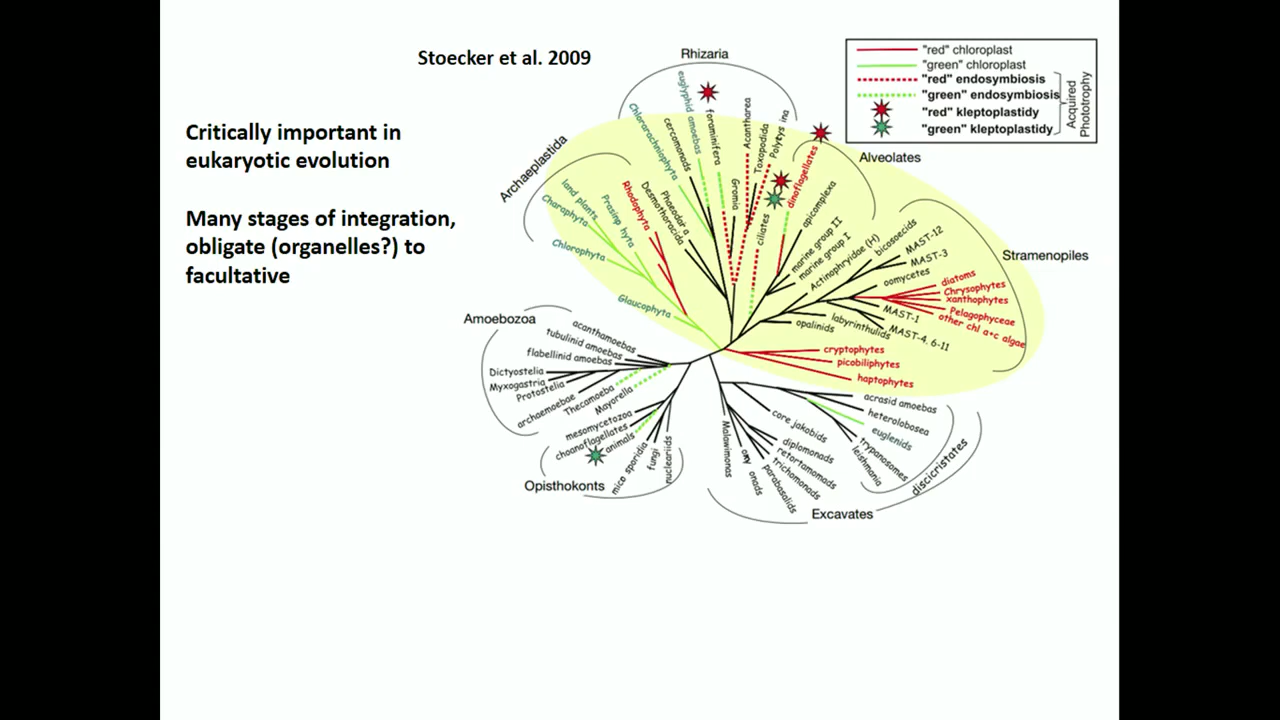 Stoecker et al. 2009
Critically important in
eukaryotic evolution
Many stages of integration,
obligate (organelles?) to
facultative
"red" chloroplast
"green" chloroplast
"red" endosymbiosis
"green" endosymbiosis
"red" kleptoplastidy
"green" kleptoplastidy
Acquired
Phototrophy
Rhizaria
Chlorarachniophyta
cercomonads
euglyphid amoebas
foraminifera
Gromia
Acantharea
Taxopodida
Polycystina
Archaeplastida
land plants
Charaphyta
Chlorophyta
Prasinophyta
Glaucophyta
Rhodophyta
Desmothoracida
Phaeodarea
Alveolates
ciliates
dinoflagellates
apicomplexa
marine group II
marine group I
Stramenopiles
Actinophryidae (H)
bicosoecids
MAST-12
MAST-3
oomycetes
diatoms
Chrysophytes
xanthophytes
Pelagophyceae
other chl a+c algae
MAST-1
MAST-4, 6-11
labyrinthulids
opalinids
cryptophytes
picobiliphytes
haptophytes
Amoebozoa
acanthamoebas
tubulinid amoebas
flabellinid amoebas
Dictyostelia
Myxogastria
Protostelia
archaemoebae
Thecamoeba
Mayorella
Opisthokonts
mesomycetozoa
choanoflagellates
animals
microsporidia
fungi
nucleariids
Excavates
Malawimonas
oxymonads
parabasalids
trichomonads
retortamomads
diplomonads
core jakobids
discicristates
acrasid amoebas
heterolobosea
euglenids
trypanosomes
leishmania